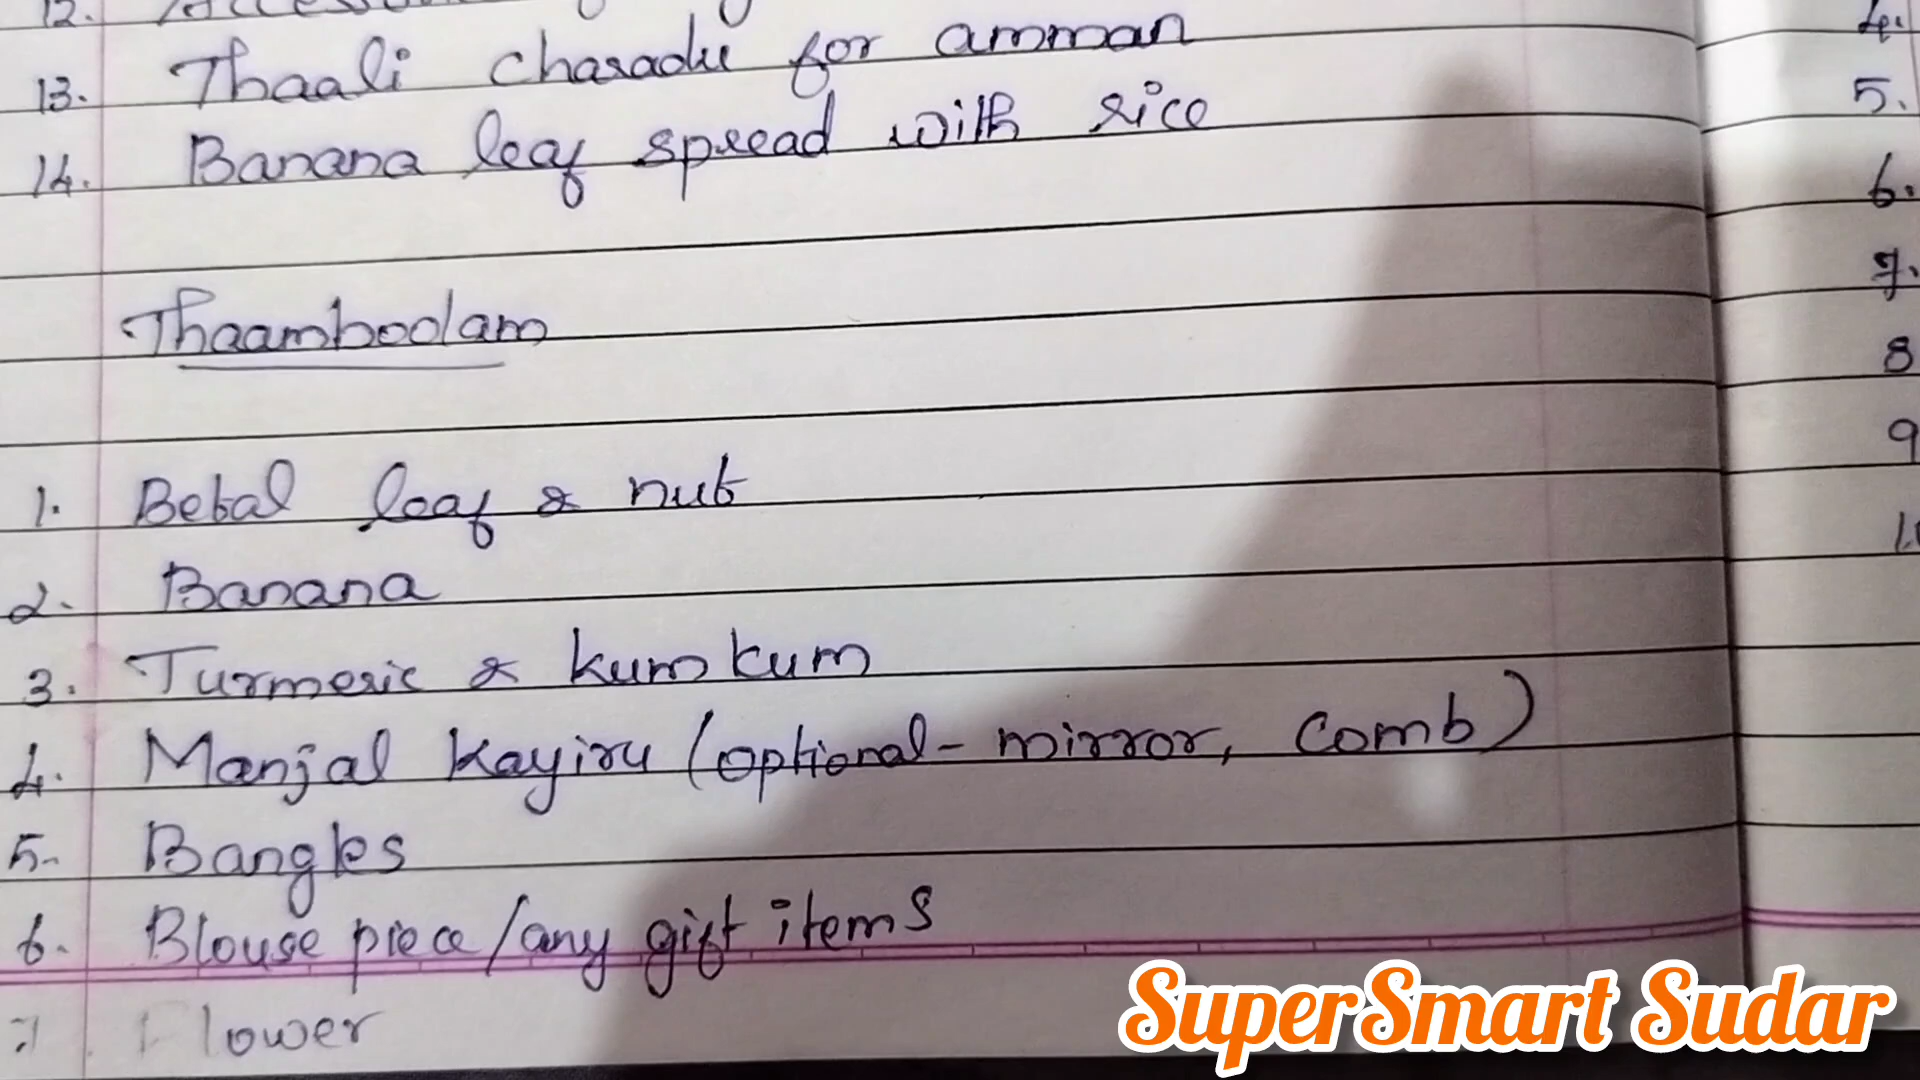 12.
13. Thaali charadu for amman
14. Banana leaf spread with rice
Thaamboolam
1. Betal leaf & nut
2. Banana
3. Turmeric & kumkum
4. Manjal kayiru (optional - mirror, comb)
5. Bangles
6. Blouse piece/any gift items
7. Flower
4.
5.
6.
7.
8
9
SuperSmart Sudar